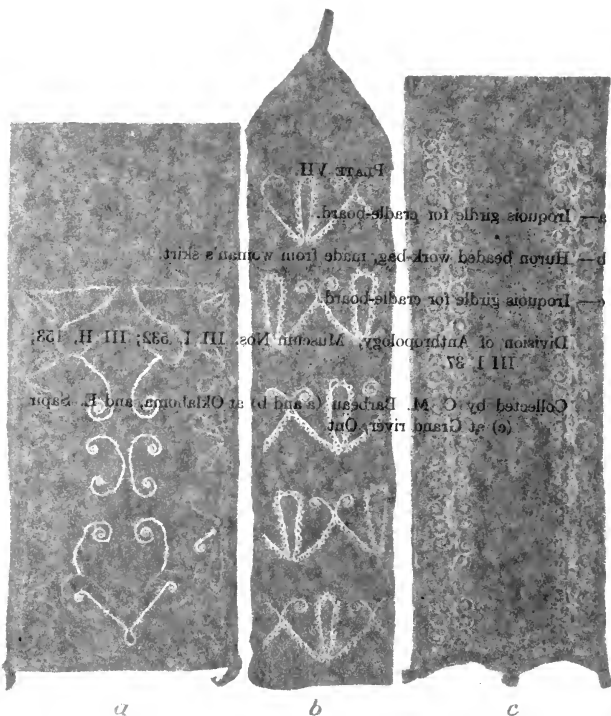 PLATE VII.
a— Iroquois girdle for cradle-board.
b— Huron beaded work-bag, made from woman's skirt.
c— Iroquois girdle for cradle-board.
Division of Anthropology, Museum Nos. III I, 532; III H,
III I 37
Collected by C. M. Barbeau (a and b) at Oklahoma, and E. Sapir
(c) at Grand river, Ont
a b c